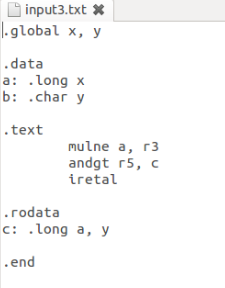 input3.txt
.global x, y
.data
a: .long x
b: .char y
.text
mulne a, r3
andgt r5, c
iretal
.rodata
c: .long a, y
.end